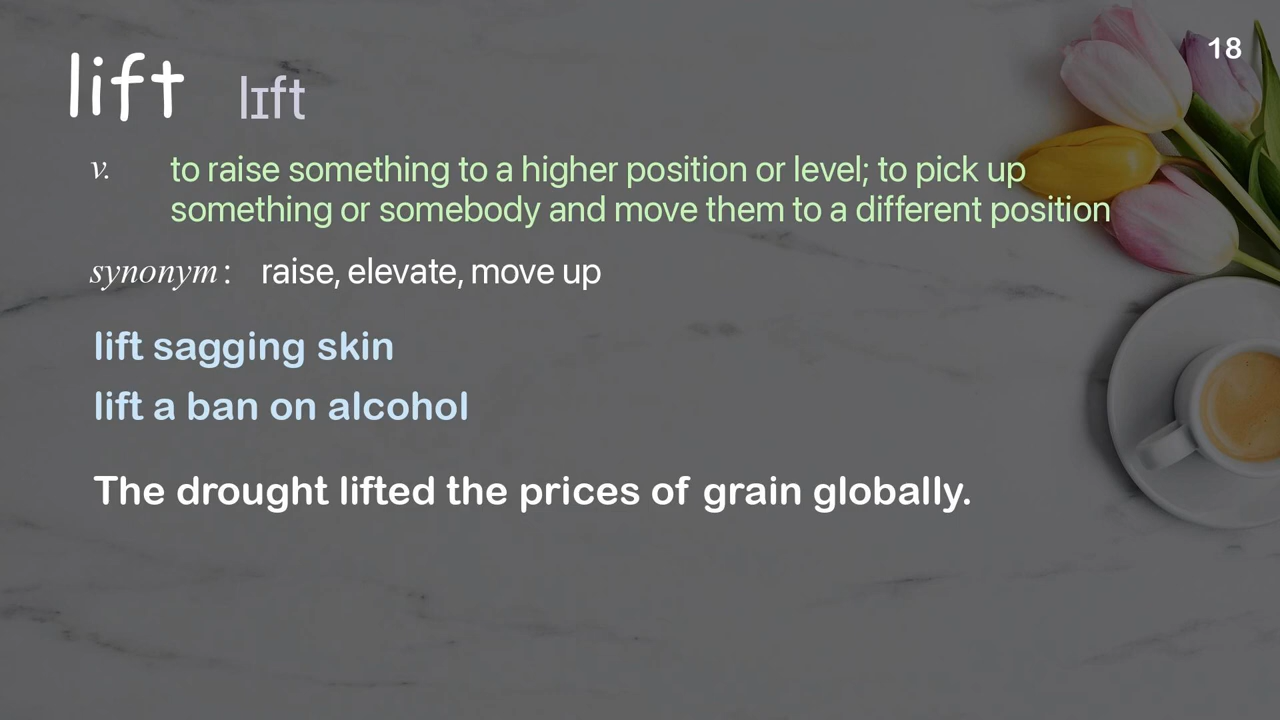 18
lift lɪft
v. to raise something to a higher position or level; to pick up
something or somebody and move them to a different position
synonym: raise, elevate, move up
lift sagging skin
lift a ban on alcohol
The drought lifted the prices of grain globally.